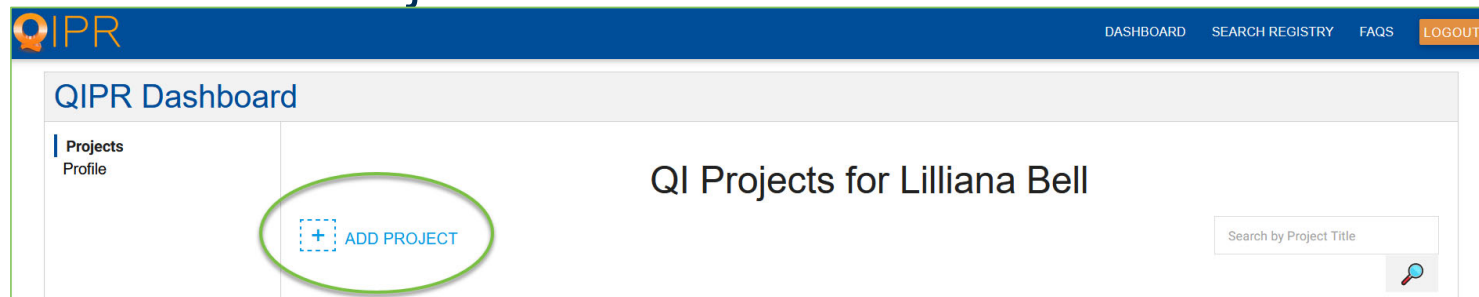 QIPR DASHBOARD SEARCH REGISTRY FAQS LOGOUT
QIPR Dashboard
Projects
Profile
QI Projects for Lilliana Bell
+ ADD PROJECT
Search by Project Title